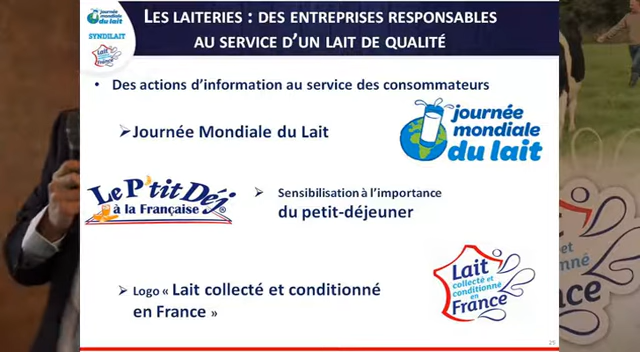 journée
mondiale
du lait
SYNDILAIT
Lait
collecté et
conditionné
en
France
LES LAITERIES : DES ENTREPRISES RESPONSABLES
AU SERVICE D'UN LAIT DE QUALITÉ
• Des actions d'information au service des consommateurs
➢Journée Mondiale du Lait
journée
mondiale
du lait
Le P'tit Déj®
à la Française
➢ Sensibilisation à l'importance
du petit-déjeuner
➢ Logo « Lait collecté et conditionné
en France »
Lait
collecté et
conditionné
en
France
25